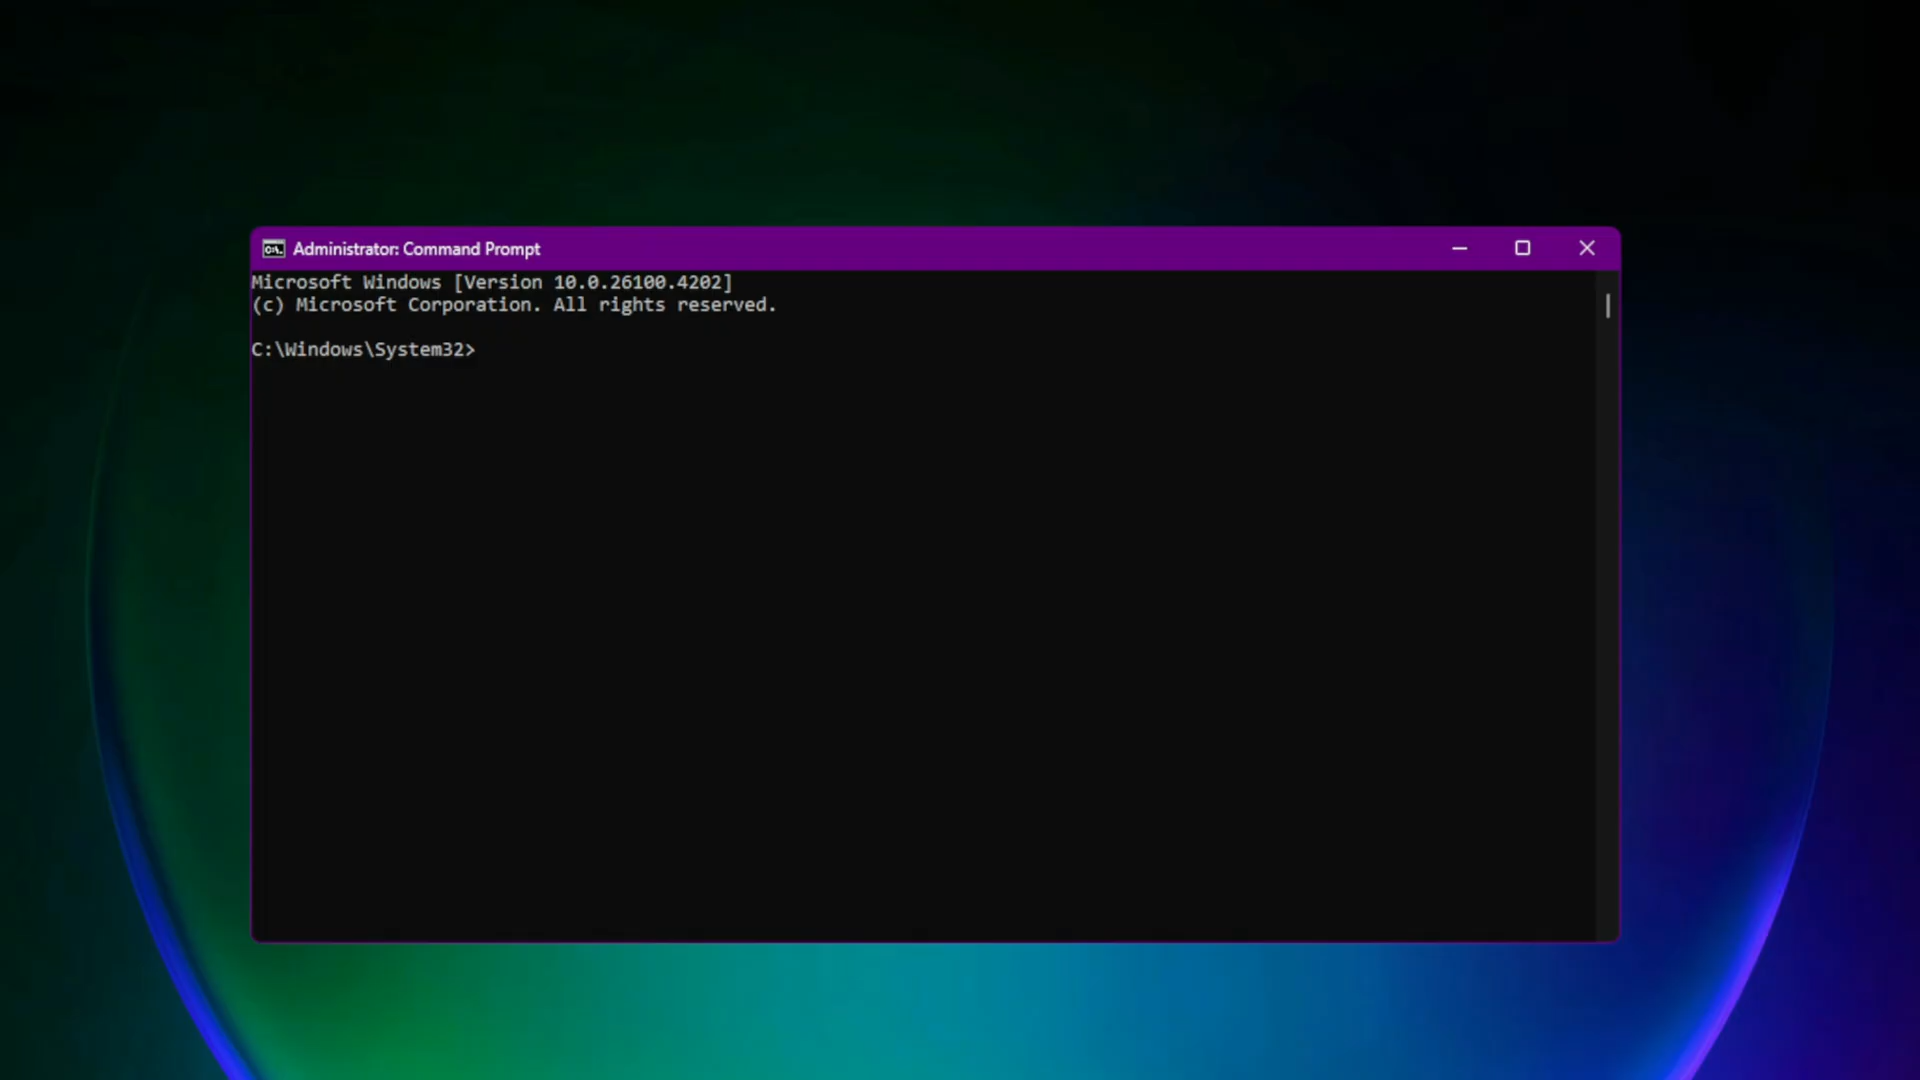 Administrator: Command Prompt
Microsoft Windows [Version 10.0.26100.4202]
(c) Microsoft Corporation. All rights reserved.
C:\Windows\System32>